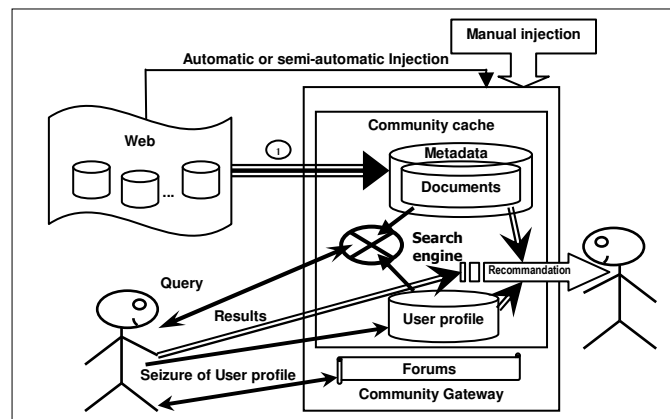 Manual injection
Automatic or semi-automatic Injection
Web
...
1
Community cache
Metadata
Documents
Search
engine
Recommandation
Query
Results
User profile
Seizure of User profile
Forums
Community Gateway